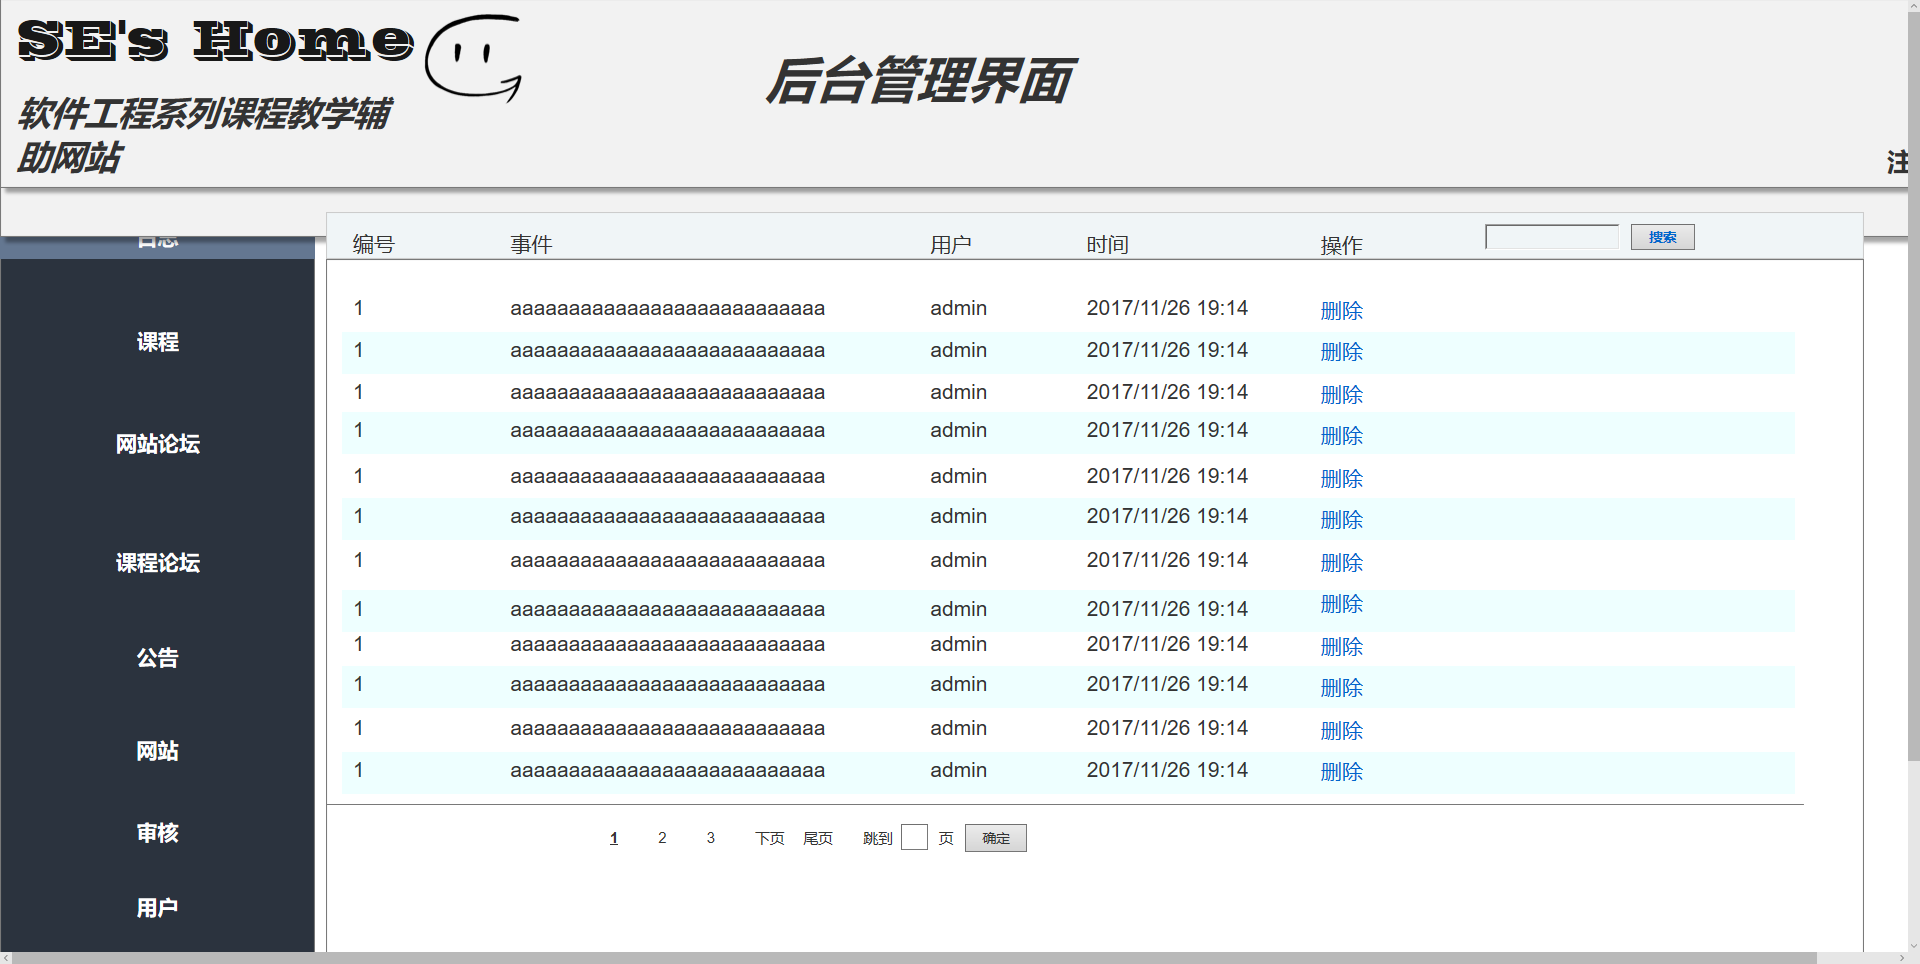 SE's Home
软件工程系列课程教学辅
助网站
后台管理界面
注
日志
课程
网站论坛
课程论坛
公告
网站
审核
用户
编号 事件 用户 时间 操作 搜索
1 aaaaaaaaaaaaaaaaaaaaaaaaaaa admin 2017/11/26 19:14 删除
1 aaaaaaaaaaaaaaaaaaaaaaaaaaa admin 2017/11/26 19:14 删除
1 aaaaaaaaaaaaaaaaaaaaaaaaaaa admin 2017/11/26 19:14 删除
1 aaaaaaaaaaaaaaaaaaaaaaaaaaa admin 2017/11/26 19:14 删除
1 aaaaaaaaaaaaaaaaaaaaaaaaaaa admin 2017/11/26 19:14 删除
1 aaaaaaaaaaaaaaaaaaaaaaaaaaa admin 2017/11/26 19:14 删除
1 aaaaaaaaaaaaaaaaaaaaaaaaaaa admin 2017/11/26 19:14 删除
1 aaaaaaaaaaaaaaaaaaaaaaaaaaa admin 2017/11/26 19:14 删除
1 aaaaaaaaaaaaaaaaaaaaaaaaaaa admin 2017/11/26 19:14 删除
1 aaaaaaaaaaaaaaaaaaaaaaaaaaa admin 2017/11/26 19:14 删除
1 aaaaaaaaaaaaaaaaaaaaaaaaaaa admin 2017/11/26 19:14 删除
1 aaaaaaaaaaaaaaaaaaaaaaaaaaa admin 2017/11/26 19:14 删除
1 2 3 下页 尾页 跳到 页 确定